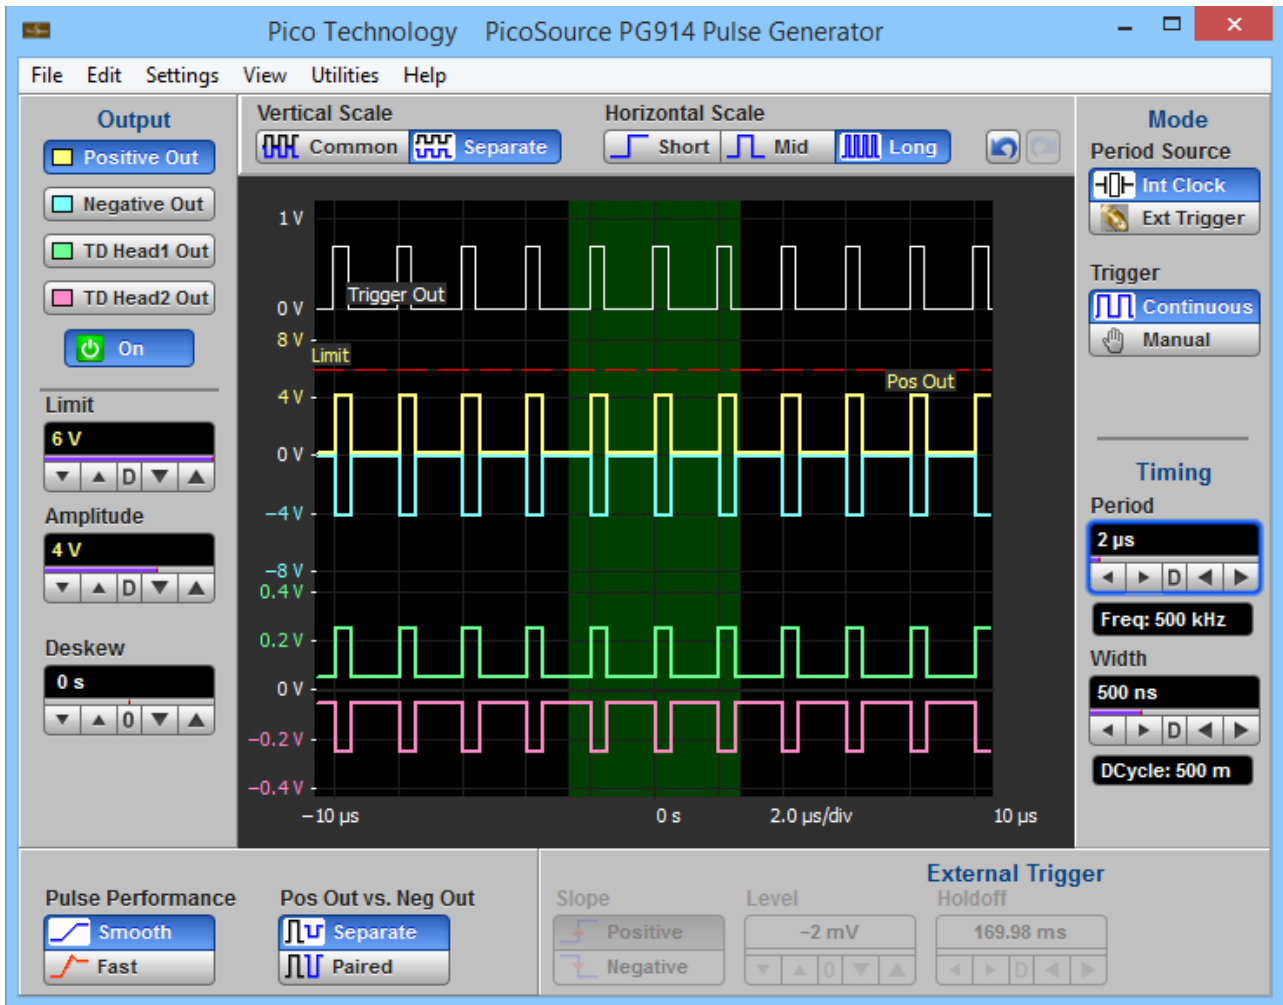 Pico Technology PicoSource PG914 Pulse Generator
File Edit Settings View Utilities Help
Output
Positive Out
Negative Out
TD Head1 Out
TD Head2 Out
On
Limit
6 V
D
Amplitude
4 V
D
Deskew
0 s
0
Vertical Scale
Common Separate
Horizontal Scale
Short Mid Long
1 V
Trigger Out
0 V
8 V
Limit
Pos Out
4 V
0 V
−4 V
−8 V
0.4 V
0.2 V
0 V
−0.2 V
−0.4 V
−10 µs 0 s 2.0 µs/div 10 µs
Mode
Period Source
Int Clock
Ext Trigger
Trigger
Continuous
Manual
Timing
Period
2 µs
D
Freq: 500 kHz
Width
500 ns
D
DCycle: 500 m
Pulse Performance
Smooth
Fast
Pos Out vs. Neg Out
Separate
Paired
External Trigger
Slope
Positive
Negative
Level
−2 mV
0
Holdoff
169.98 ms
D